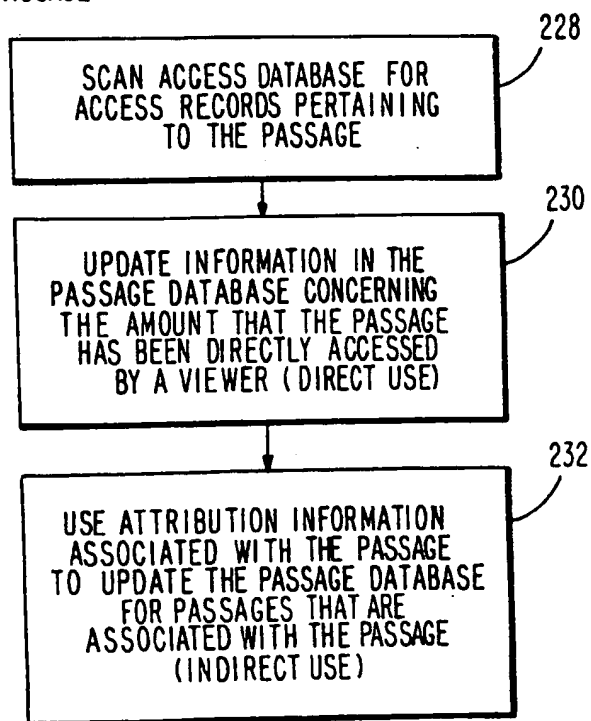 228
SCAN ACCESS DATABASE FOR
ACCESS RECORDS PERTAINING
TO THE PASSAGE
230
UPDATE INFORMATION IN THE
PASSAGE DATABASE CONCERNING
THE AMOUNT THAT THE PASSAGE
HAS BEEN DIRECTLY ACCESSED
BY A VIEWER (DIRECT USE)
232
USE ATTRIBUTION INFORMATION
ASSOCIATED WITH THE PASSAGE
TO UPDATE THE PASSAGE DATABASE
FOR PASSAGES THAT ARE
ASSOCIATED WITH THE PASSAGE
(INDIRECT USE)